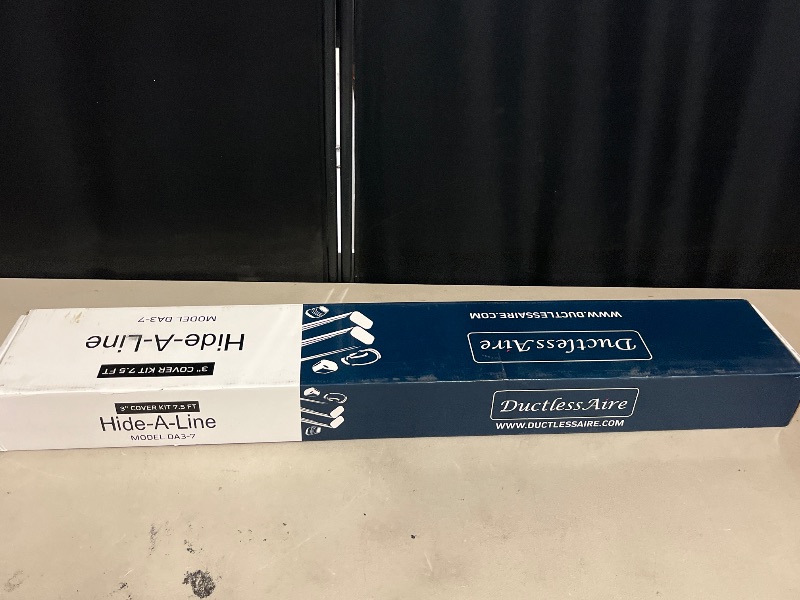 MODEL DA3-7
Hide-A-Line
3" COVER KIT 7.5 FT
WWW.DUCTLESSAIRE.COM
DuctlessAire
3" COVER KIT 7.5 FT
Hide-A-Line
MODEL DA3-7
DuctlessAire
WWW.DUCTLESSAIRE.COM